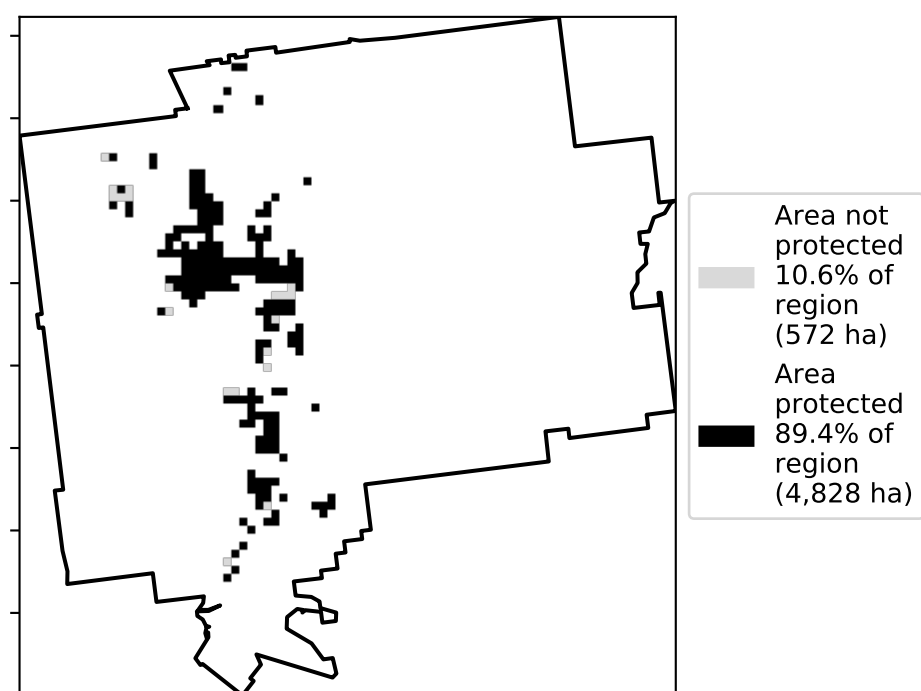 Area not
protected
10.6% of
region
(572 ha)
Area
protected
89.4% of
region
(4,828 ha)